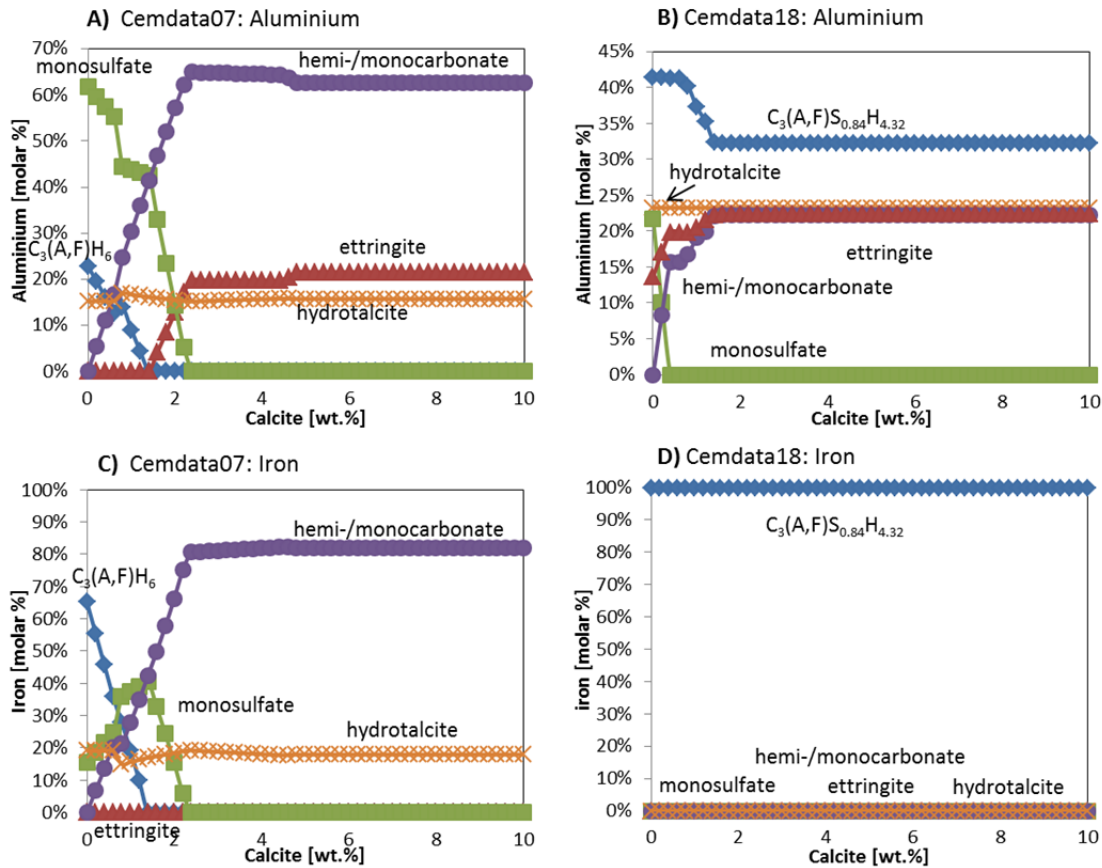 A) Cemdata07: Aluminium
70%
60%
50%
40%
30%
20%
10%
0%
Aluminium [molar %]
monosulfate
hemi-/monocarbonate
C₃(A,F)H₆
ettringite
hydrotalcite
0 2 4 6 8 10
Calcite [wt.%]
B) Cemdata18: Aluminium
45%
40%
35%
30%
25%
20%
15%
10%
5%
0%
Aluminium [molar %]
C₃(A,F)S₀.₈₄H₄.₃₂
hydrotalcite
ettringite
hemi-/monocarbonate
monosulfate
0 2 4 6 8 10
Calcite [wt.%]
C) Cemdata07: Iron
100%
90%
80%
70%
60%
50%
40%
30%
20%
10%
0%
Iron [molar %]
hemi-/monocarbonate
C₃(A,F)H₆
monosulfate
hydrotalcite
ettringite
0 2 4 6 8 10
Calcite [wt.%]
D) Cemdata18: Iron
100%
90%
80%
70%
60%
50%
40%
30%
20%
10%
0%
iron [molar %]
C₃(A,F)S₀.₈₄H₄.₃₂
hemi-/monocarbonate
monosulfate ettringite hydrotalcite
0 2 4 6 8 10
Calcite [wt.%]